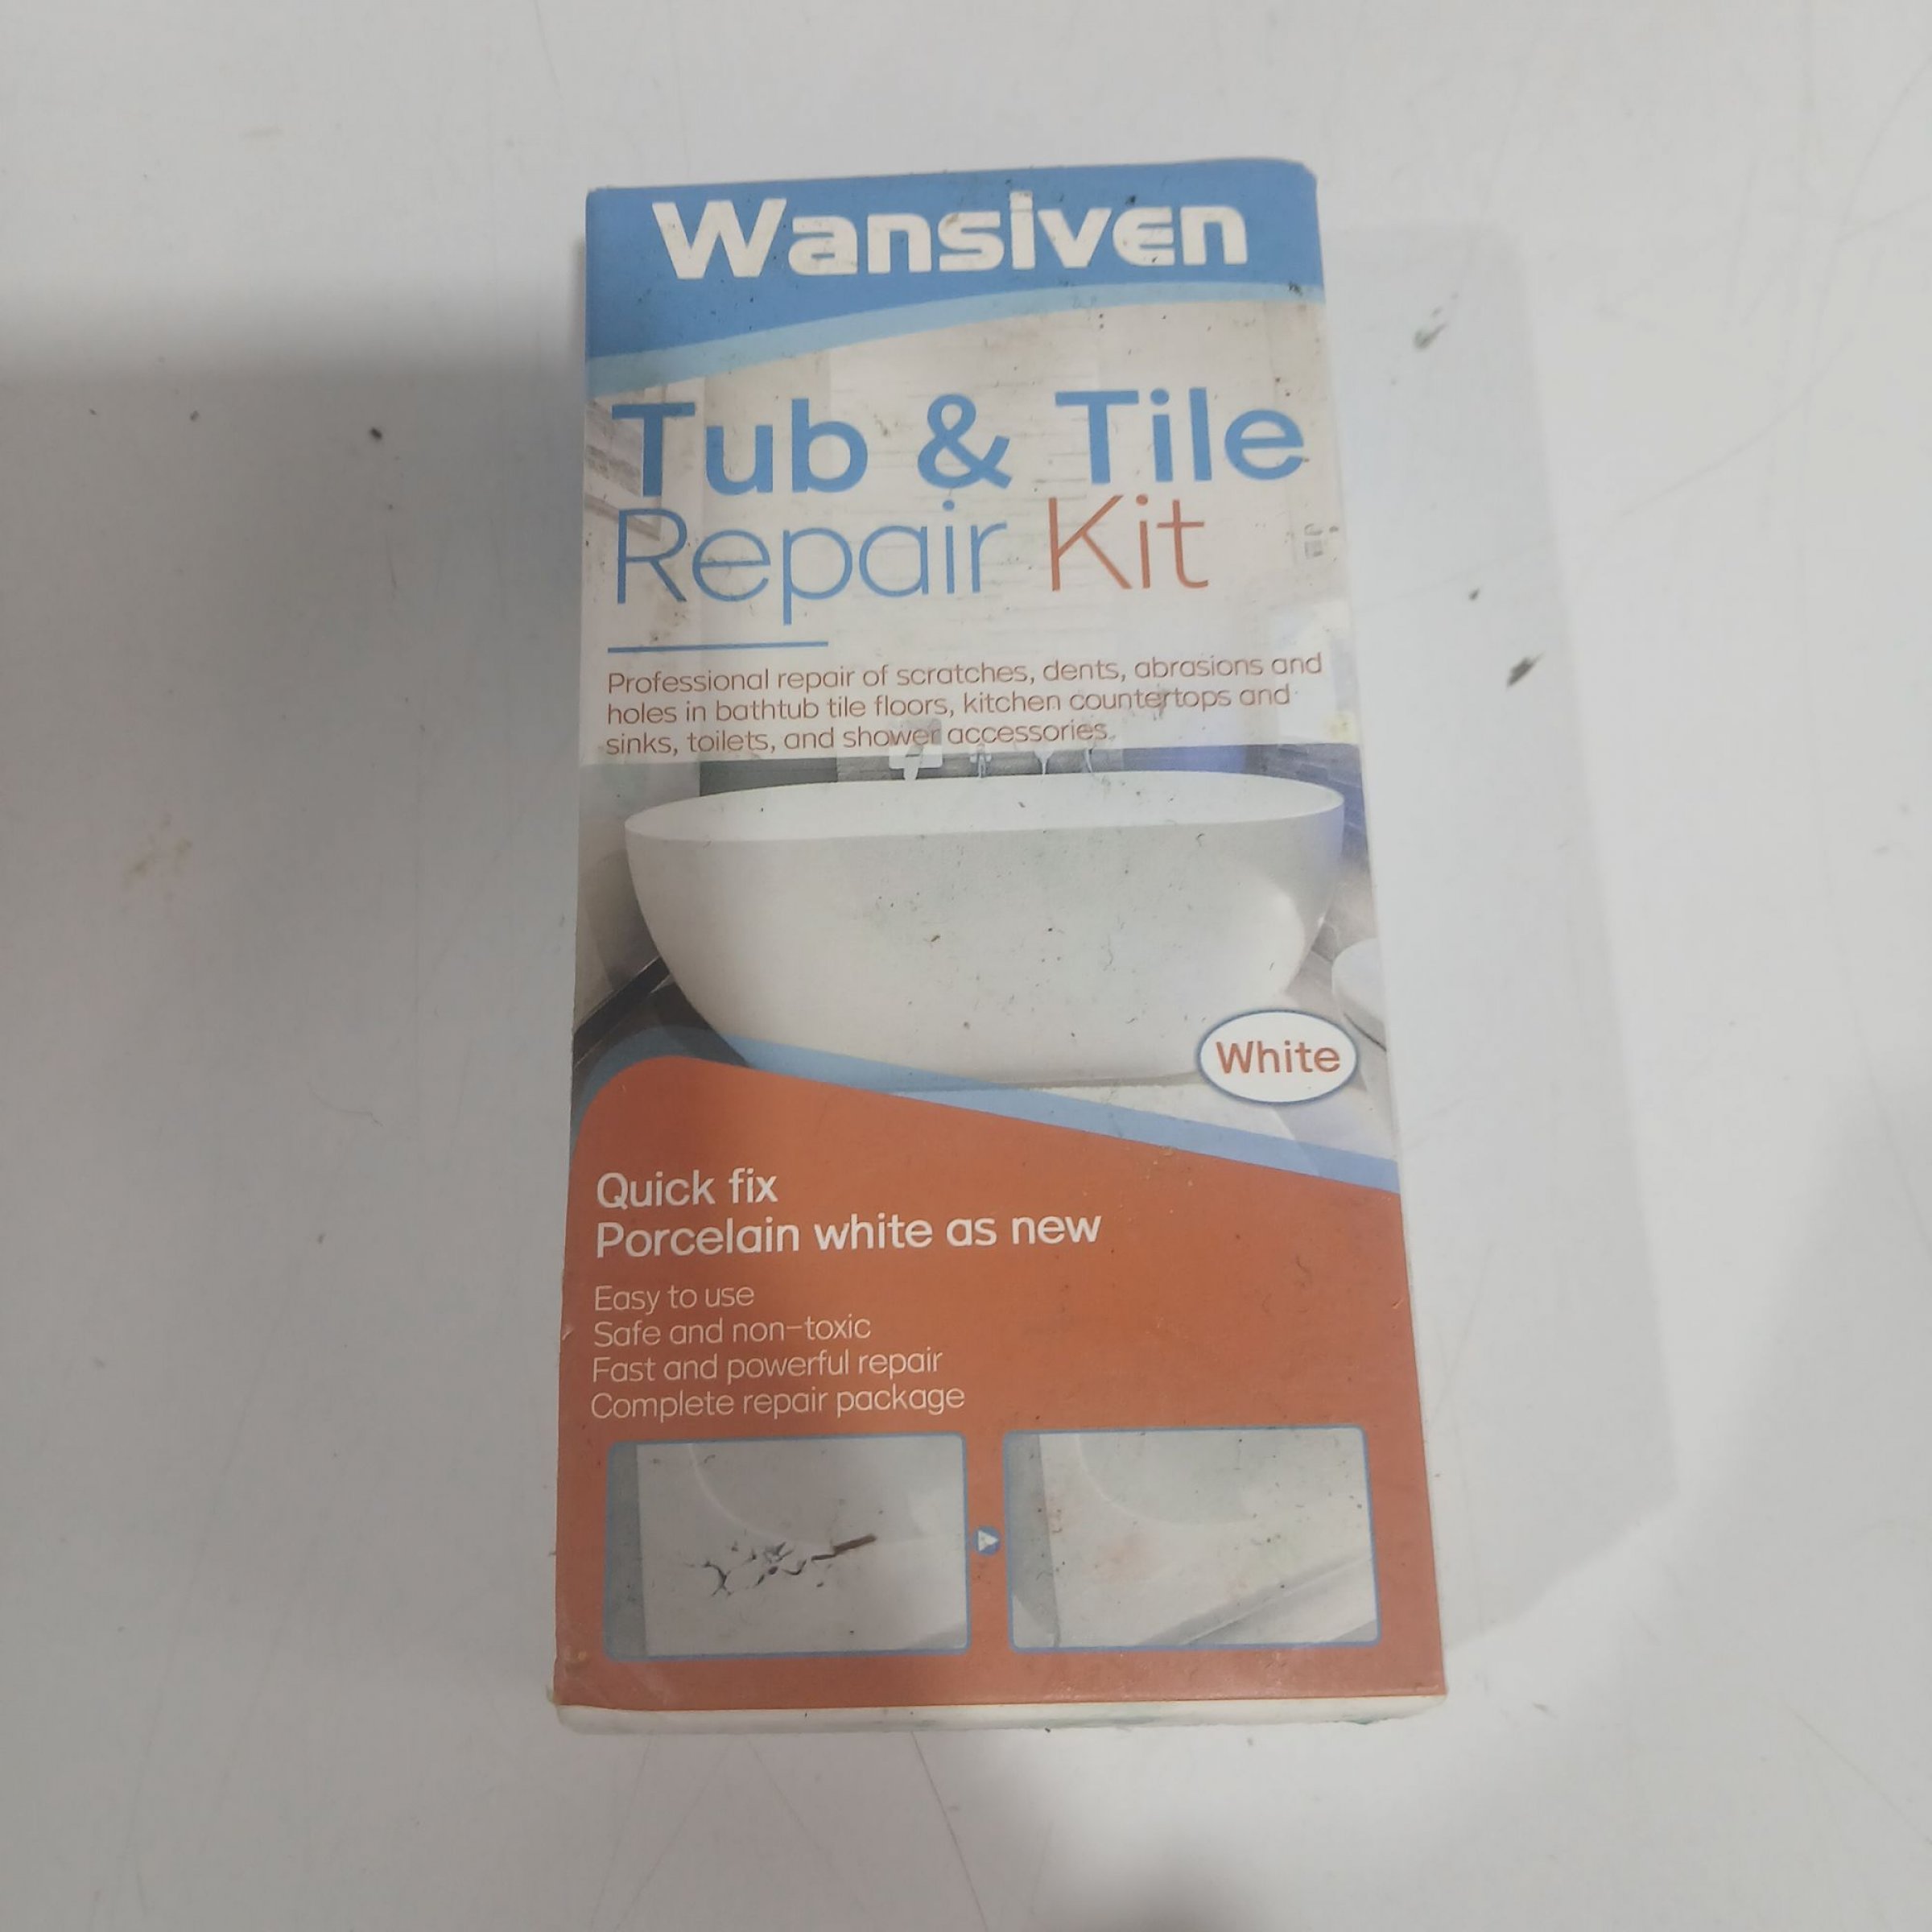 Wansiven
Tub & Tile
Repair Kit
Professional repair of scratches, dents, abrasions and
holes in bathtub tile floors, kitchen countertops and
sinks, toilets, and shower accessories.
White
Quick fix
Porcelain white as new
Easy to use
Safe and non-toxic
Fast and powerful repair
Complete repair package